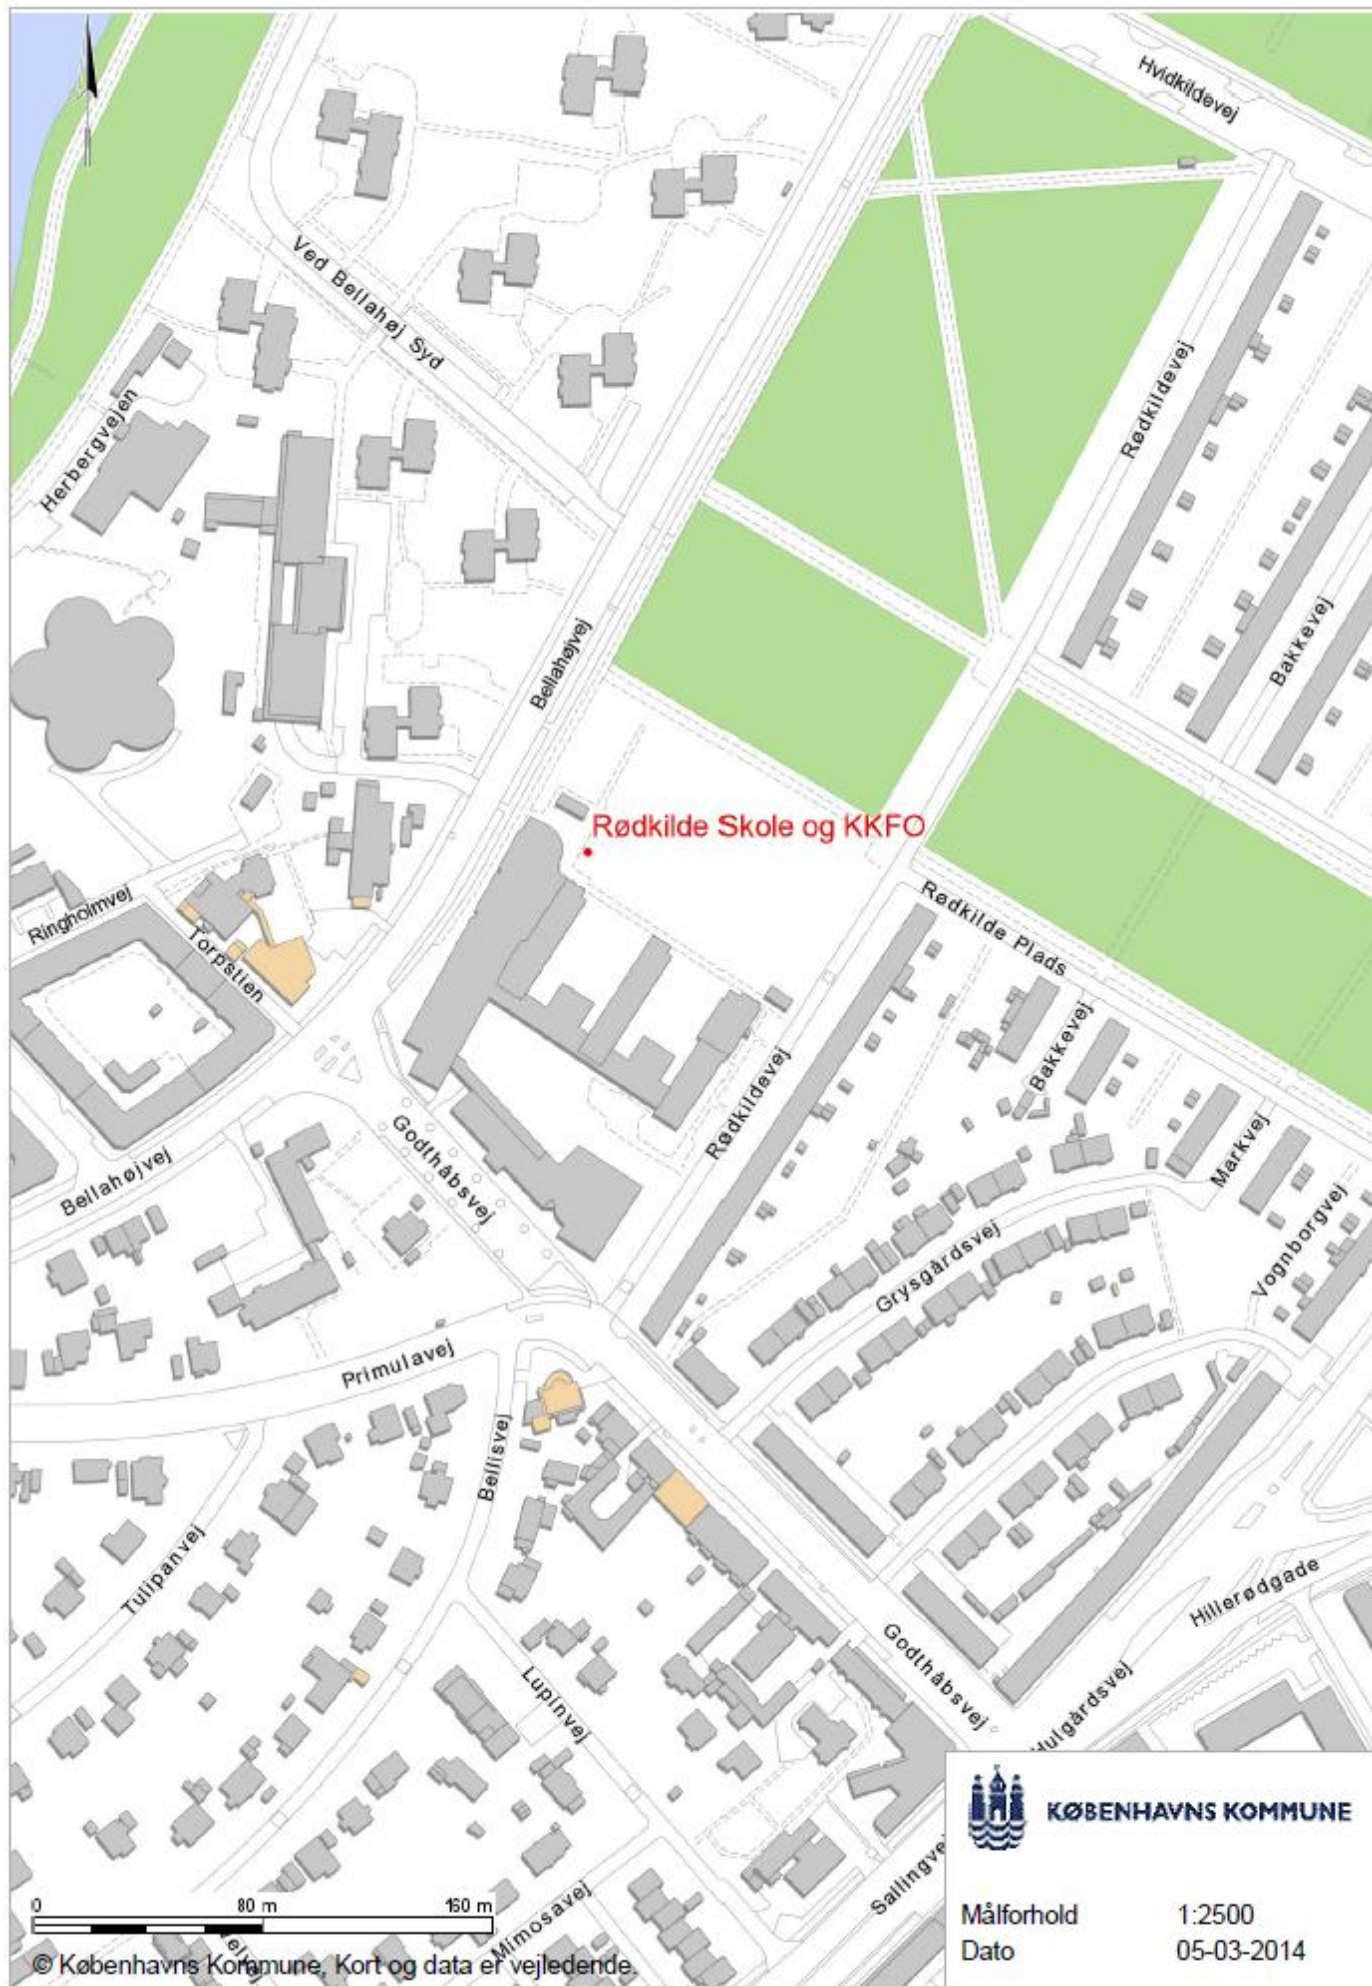 Hvidkildevej
Ved Bellahøj Syd
Rødkildevej
Herbergvejen
Bellahøjvej
Bakkevej
Rødkilde Skole og KKFO
Ringholmvej
Torpstien
Rødkilde Plads
Bakkevej
Rødkildevej
Godthåbsvej
Bellahøjvej
Markvej
Vognborgvej
Grysgårdsvej
Primulavej
Bellisvej
Tulipanvej
Hillerødgade
Godthåbsvej
Lupinvej
Hulgårdsvej
KØBENHAVNS KOMMUNE
Mimosavej
0 80 m 160 m
Målforhold 1:2500
Dato 05-03-2014
© Københavns Kommune, Kort og data er vejledende.